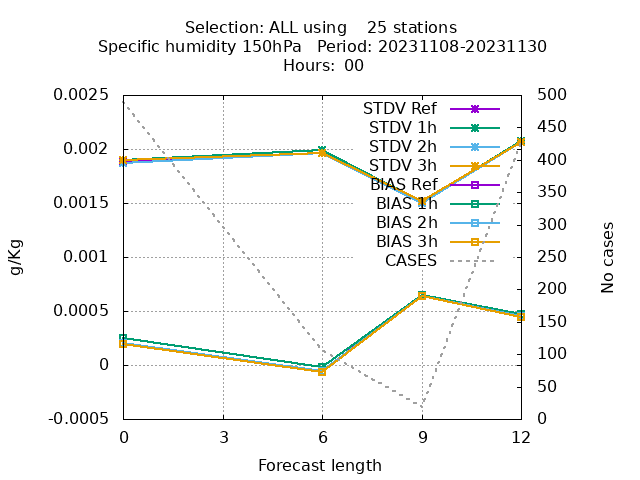 Selection: ALL using    25 stations
Specific humidity 150hPa   Period: 20231108-20231130
Hours: 00
0.0025
0.002
0.0015
0.001
0.0005
0
-0.0005
g/Kg
STDV Ref
STDV 1h
STDV 2h
STDV 3h
BIAS Ref
BIAS 1h
BIAS 2h
BIAS 3h
CASES
500
450
400
350
300
250
200
150
100
50
0
No cases
0 3 6 9 12
Forecast length